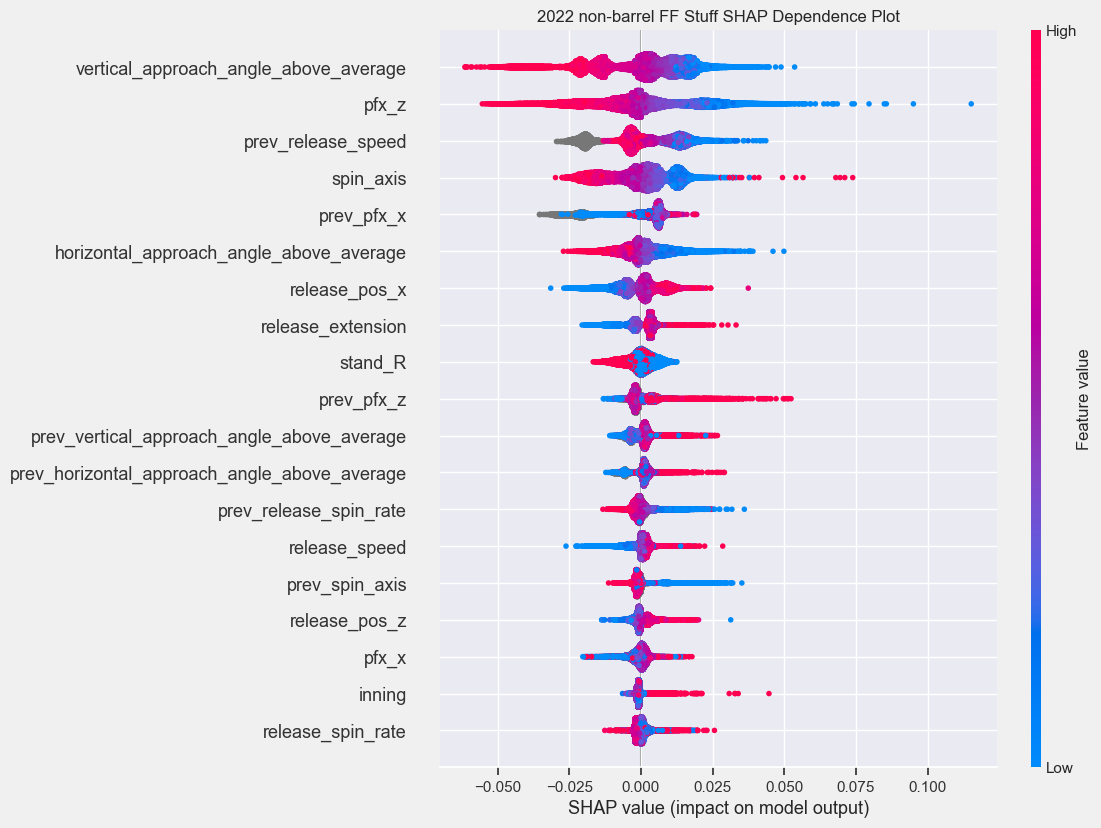 2022 non-barrel FF Stuff SHAP Dependence Plot
High
vertical_approach_angle_above_average
pfx_z
prev_release_speed
spin_axis
prev_pfx_x
horizontal_approach_angle_above_average
release_pos_x
release_extension
stand_R
prev_pfx_z
prev_vertical_approach_angle_above_average
prev_horizontal_approach_angle_above_average
prev_release_spin_rate
release_speed
prev_spin_axis
release_pos_z
pfx_x
inning
release_spin_rate
Feature value
Low
−0.050 −0.025 0.000 0.025 0.050 0.075 0.100
SHAP value (impact on model output)